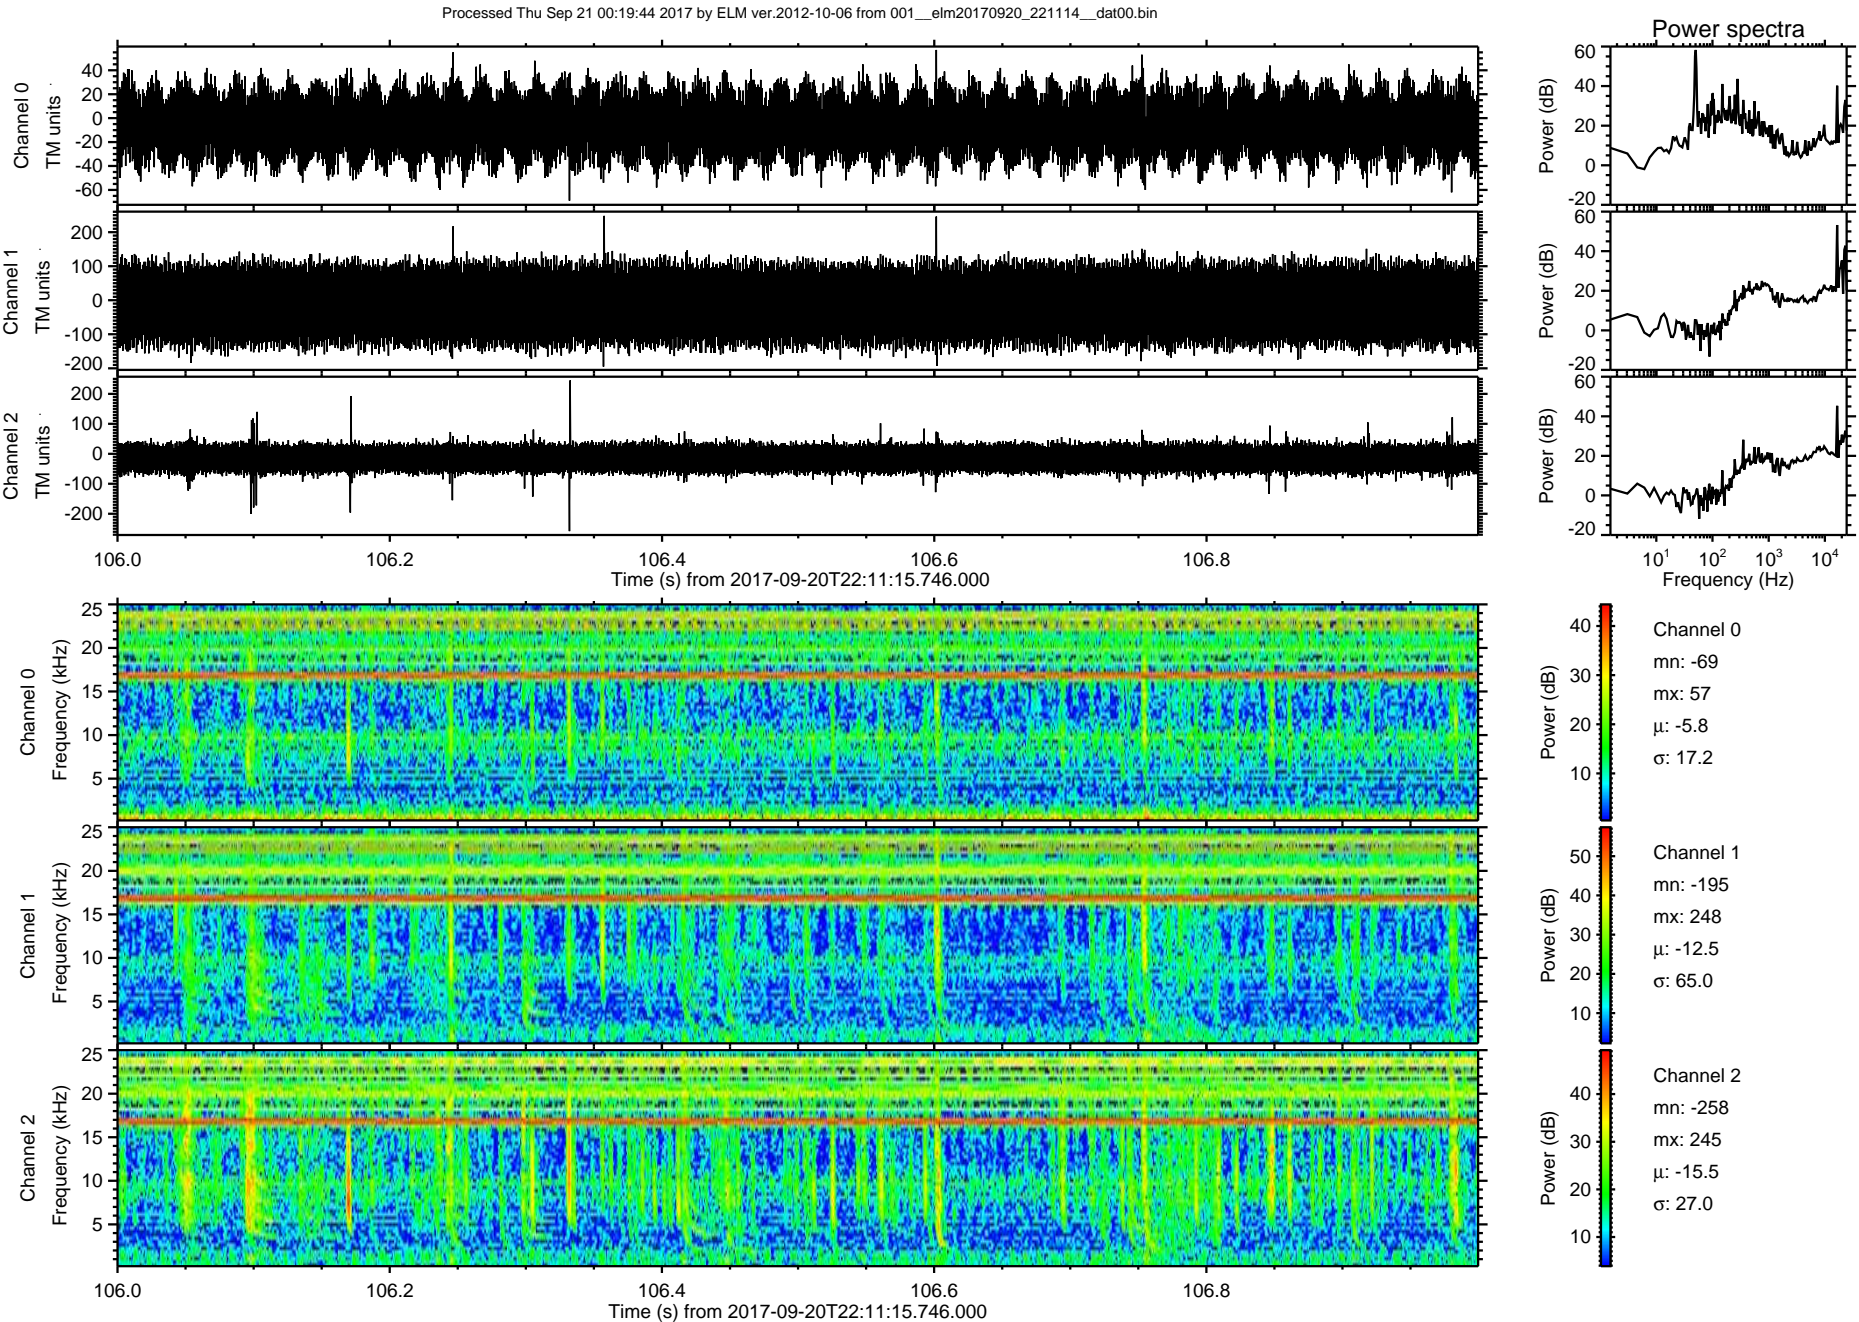 Processed Thu Sep 21 00:19:44 2017 by ELM ver.2012-10-06 from 001__elm20170920_221114__dat00.bin
Power spectra
Channel 0
TM units
40
20
0
-20
-40
-60
Power (dB)
60
40
20
0
-20
Channel 1
TM units
200
100
0
-100
-200
Power (dB)
60
40
20
0
-20
Channel 2
TM units
200
100
0
-100
-200
Power (dB)
60
40
20
0
-20
106.0 106.2 106.4 106.6 106.8
Time (s) from 2017-09-20T22:11:15.746.000
10^1 10^2 10^3 10^4
Frequency (Hz)
Channel 0
Frequency (kHz)
25
20
15
10
5
Power (dB)
40
30
20
10
Channel 0
mn: -69
mx: 57
μ: -5.8
σ: 17.2
Channel 1
Frequency (kHz)
25
20
15
10
5
Power (dB)
50
40
30
20
10
Channel 1
mn: -195
mx: 248
μ: -12.5
σ: 65.0
Channel 2
Frequency (kHz)
25
20
15
10
5
Power (dB)
40
30
20
10
Channel 2
mn: -258
mx: 245
μ: -15.5
σ: 27.0
106.0 106.2 106.4 106.6 106.8
Time (s) from 2017-09-20T22:11:15.746.000